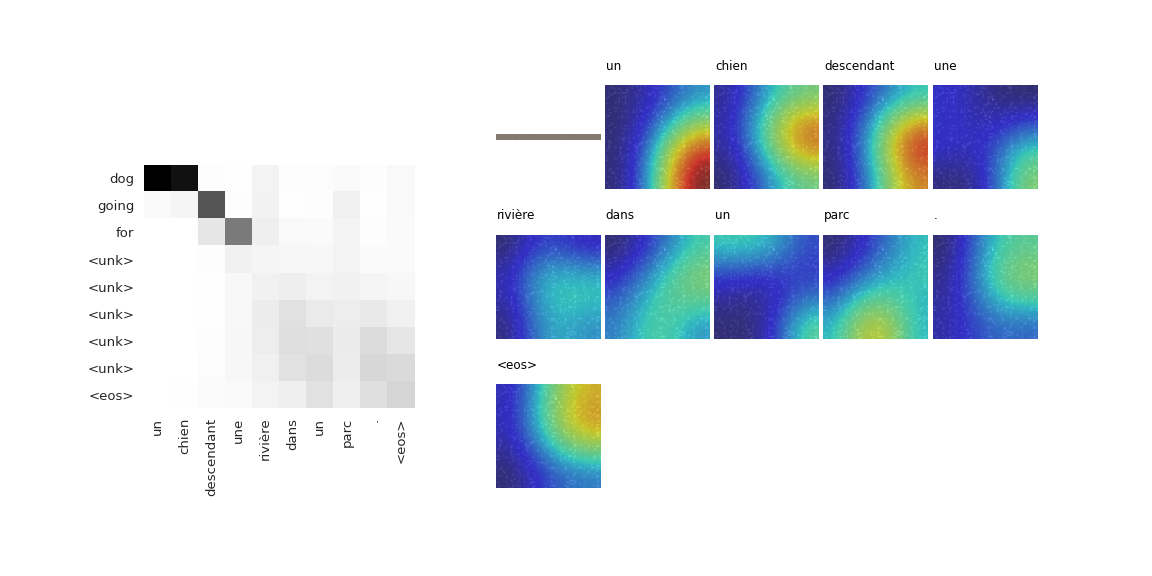 dog
going
for
<unk>
<unk>
<unk>
<unk>
<unk>
<eos>
un
chien
descendant
une
rivière
dans
un
parc
.
<eos>
un chien descendant une
rivière dans un parc .
<eos>